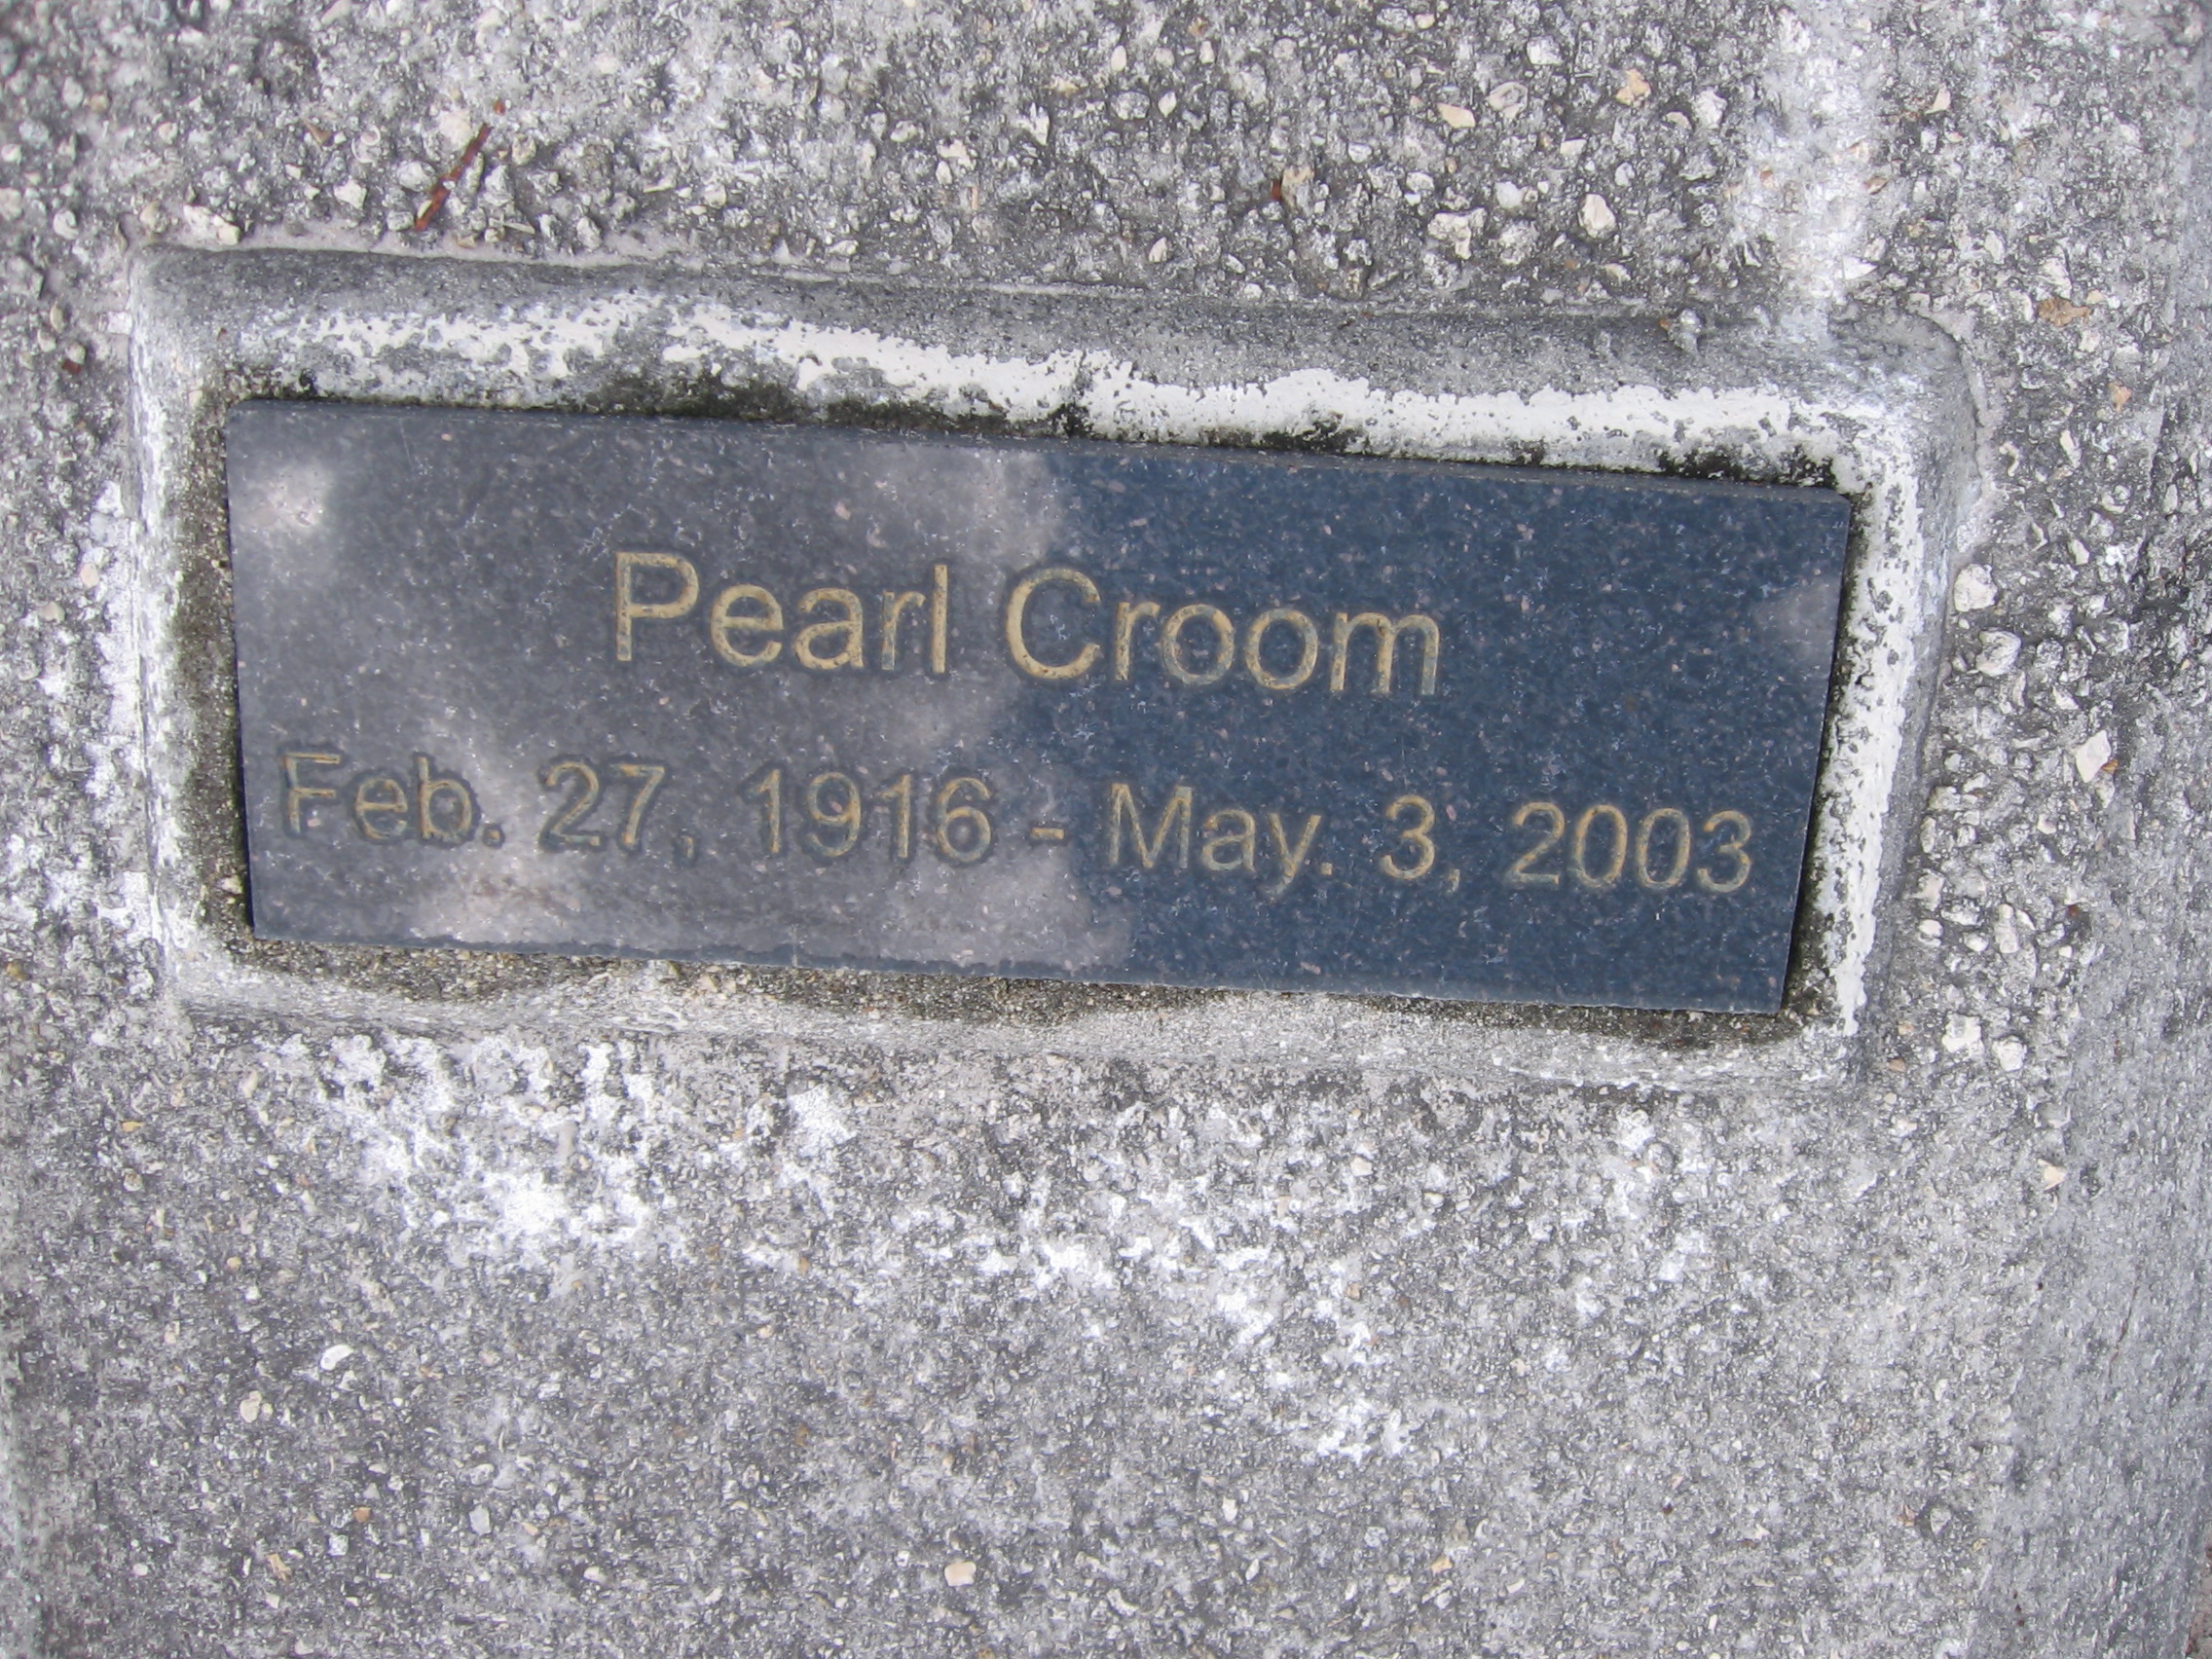 Pearl Croom
Feb. 27, 1916 - May. 3, 2003